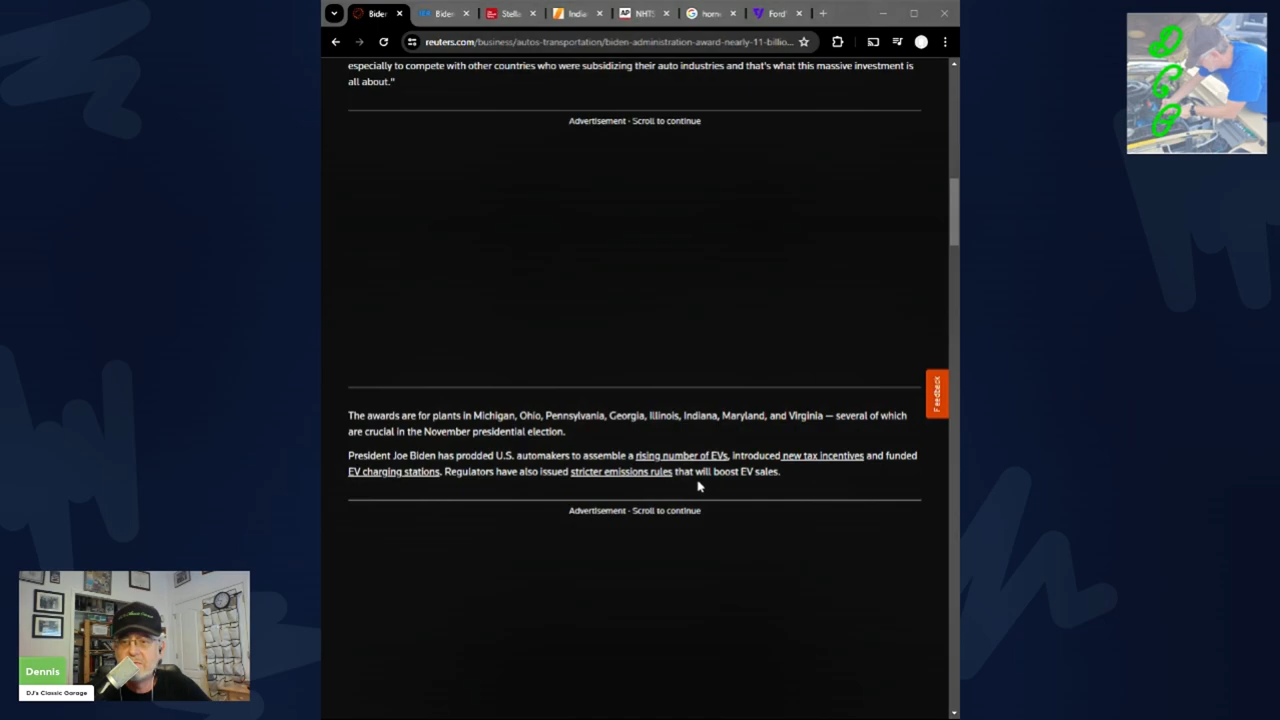 Bider
Bider
Stella
India
NHTS
hom
Ford
reuters.com/business/autos-transportation/biden-administration-award-nearly-11-billio...
especially to compete with other countries who were subsidizing their auto industries and that's what this massive investment is
all about."
Advertisement · Scroll to continue
Feedback
The awards are for plants in Michigan, Ohio, Pennsylvania, Georgia, Illinois, Indiana, Maryland, and Virginia — several of which
are crucial in the November presidential election.
President Joe Biden has prodded U.S. automakers to assemble a rising number of EVs, introduced new tax incentives and funded
EV charging stations. Regulators have also issued stricter emissions rules that will boost EV sales.
Advertisement · Scroll to continue
DCG
Dennis
DJ's Classic Garage